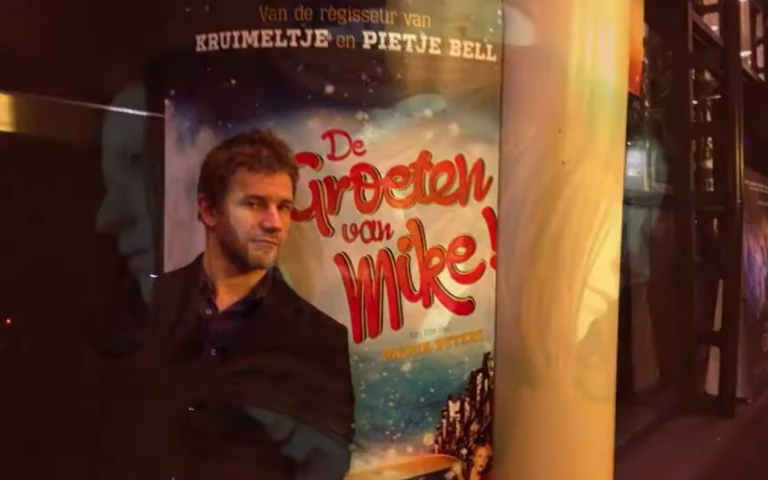 Van de regisseur van
KRUIMELTJE en PIETJE BELL
De
Groeten
van
Mike!